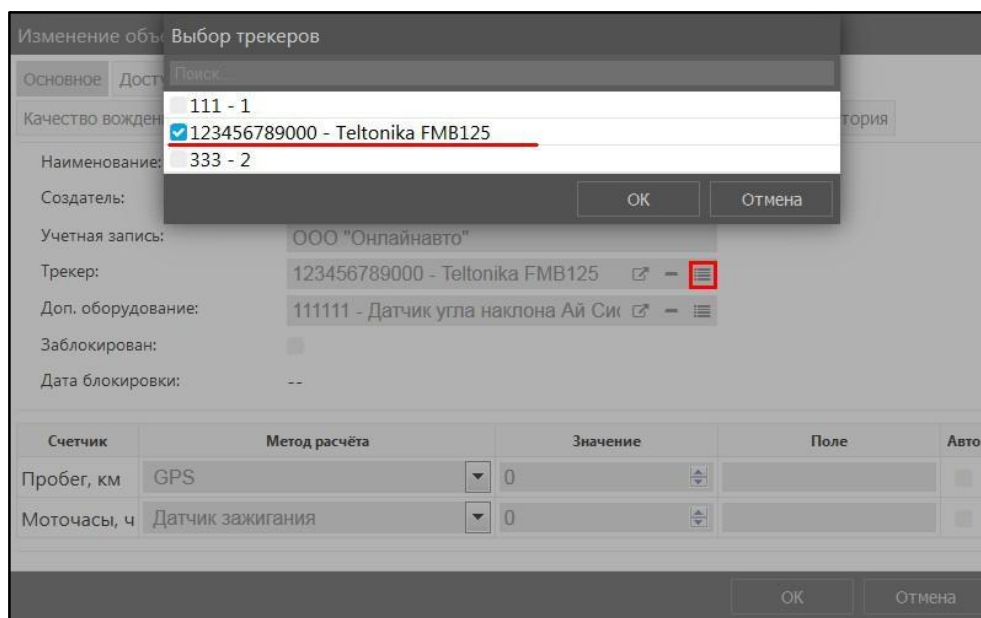 Изменение объ
Выбор трекеров
Основное
Дост
Поиск...
111 - 1
123456789000 - Teltonika FMB125
333 - 2
ОК
Отмена
Качество вожден
тория
Наименование:
Создатель:
Учетная запись:
ООО "Онлайнавто"
Трекер:
123456789000 - Teltonika FMB125
Доп. оборудование:
111111 - Датчик угла наклона Ай Сис
Заблокирован:
Дата блокировки:
--
Счетчик
Метод расчёта
Значение
Поле
Авто
Пробег, км
GPS
0
Моточасы, ч
Датчик зажигания
0
ОК
Отмена